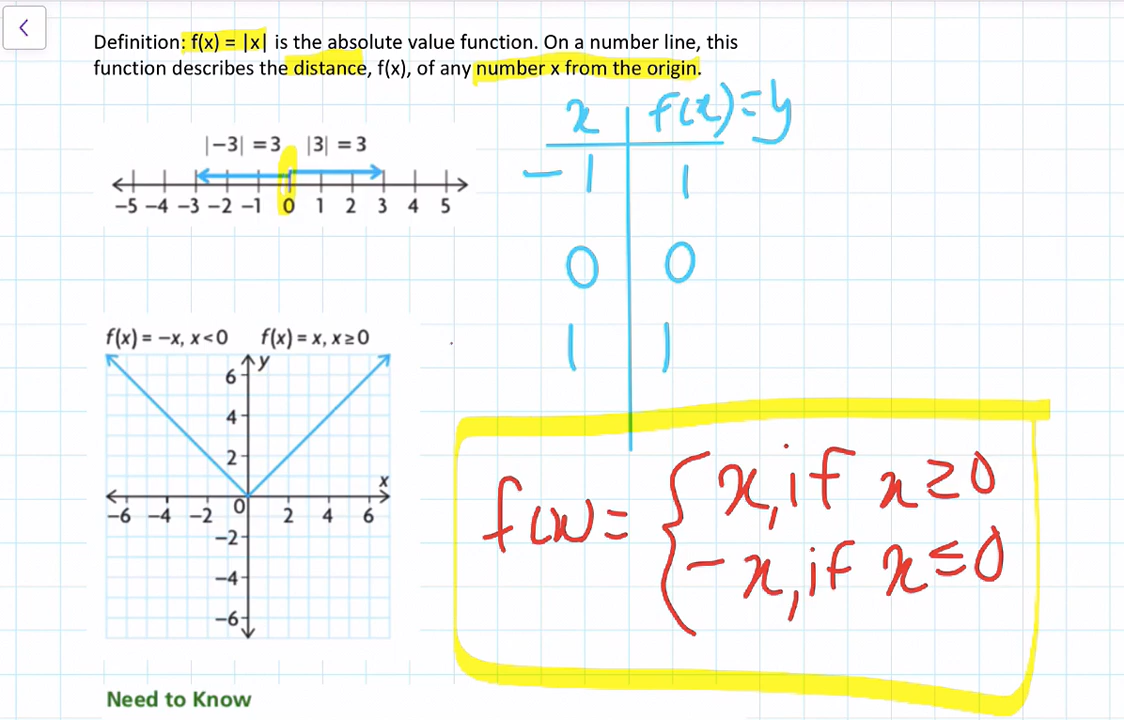 Definition: f(x) = |x| is the absolute value function. On a number line, this
function describes the distance, f(x), of any number x from the origin.
|−3| = 3 |3| = 3
−5 −4 −3 −2 −1 0 1 2 3 4 5
x f(x)=y
−1 1
0 0
1 1
f(x) = −x, x < 0 f(x) = x, x ≥ 0
y
6
4
2
x
−6 −4 −2 0 2 4 6
−2
−4
−6
f(x) = { x, if x ≥ 0
−x, if x ≤ 0
Need to Know